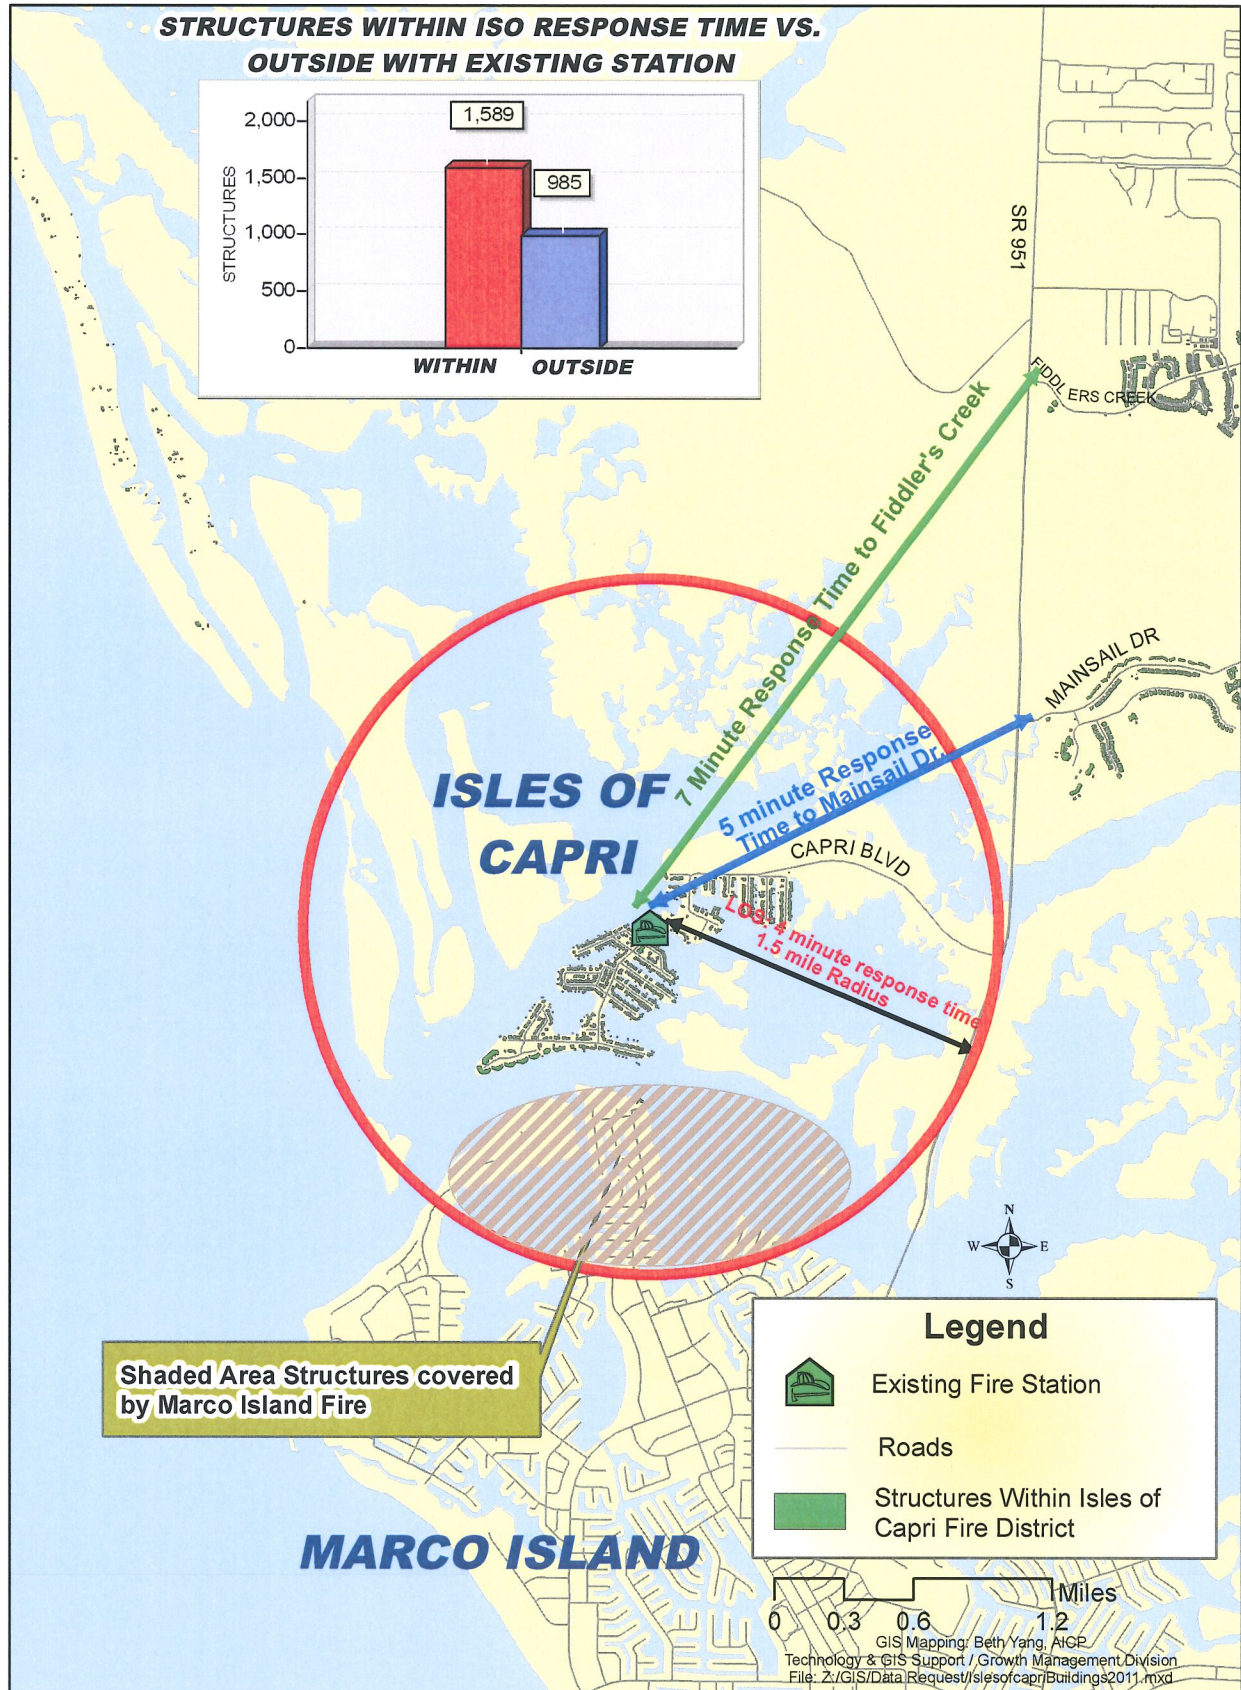 STRUCTURES WITHIN ISO RESPONSE TIME VS.
OUTSIDE WITH EXISTING STATION
2,000
1,500
1,000
500
0
STRUCTURES
1,589
985
WITHIN
OUTSIDE
SR 951
FIDDLERS CREEK
7 Minute Response Time to Fiddler's Creek
MAINSAIL DR
5 minute Response
Time to Mainsail Dr.
ISLES OF
CAPRI
CAPRI BLVD
LOS: 4 minute response time
1.5 mile Radius
N
W
E
S
Shaded Area Structures covered
by Marco Island Fire
MARCO ISLAND
Legend
Existing Fire Station
Roads
Structures Within Isles of
Capri Fire District
Miles
0
0.3
0.6
1.2
GIS Mapping: Beth Yang, AICP
Technology & GIS Support / Growth Management Division
File: Z:/GIS/Data Request/IslesofcapriBuildings2011.mxd